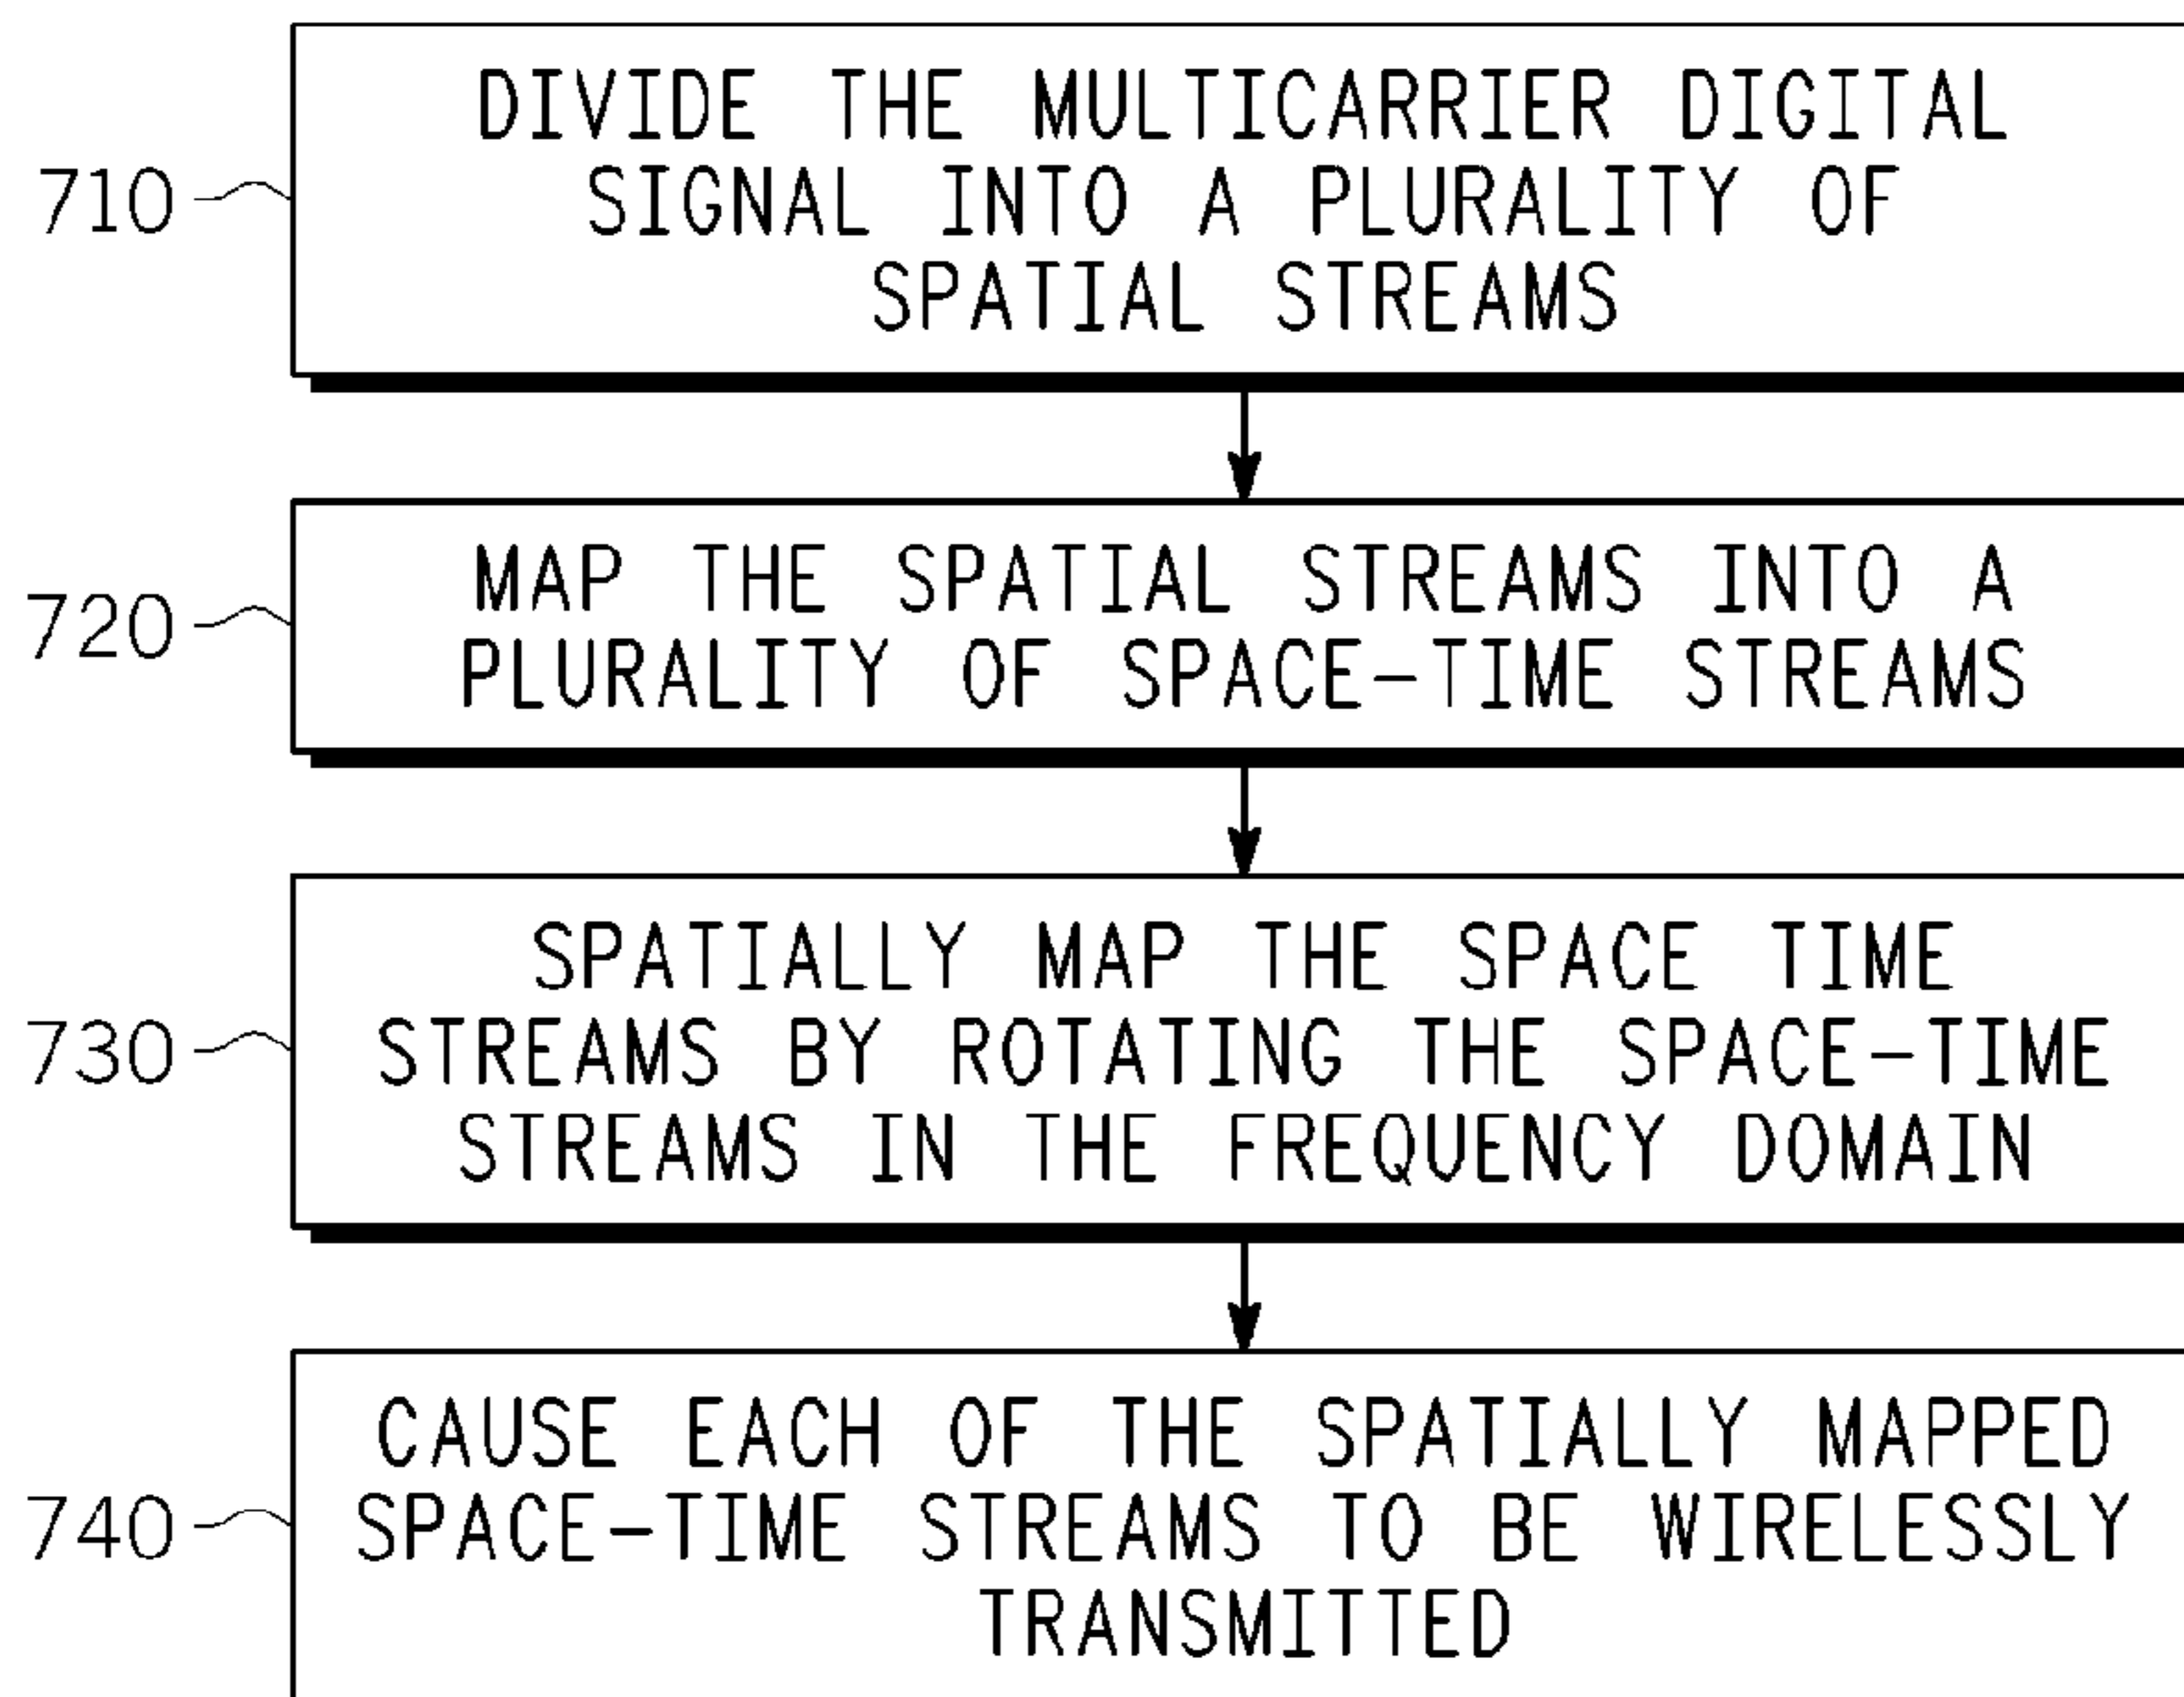 DIVIDE THE MULTICARRIER DIGITAL
SIGNAL INTO A PLURALITY OF
SPATIAL STREAMS
710
MAP THE SPATIAL STREAMS INTO A
PLURALITY OF SPACE-TIME STREAMS
720
SPATIALLY MAP THE SPACE TIME
STREAMS BY ROTATING THE SPACE-TIME
STREAMS IN THE FREQUENCY DOMAIN
730
CAUSE EACH OF THE SPATIALLY MAPPED
SPACE-TIME STREAMS TO BE WIRELESSLY
TRANSMITTED
740